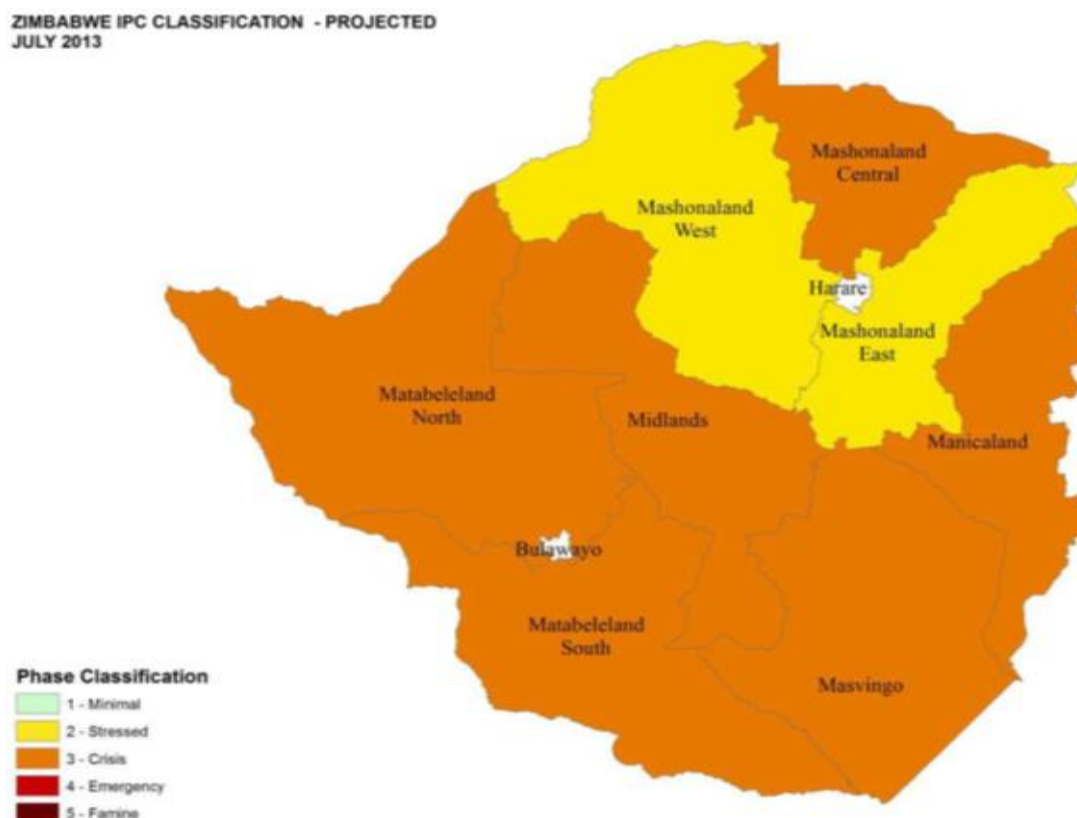 ZIMBABWE IPC CLASSIFICATION - PROJECTED
JULY 2013
Mashonaland
Central
Mashonaland
West
Harare
Mashonaland
East
Matabeleland
North
Midlands
Manicaland
Bulawayo
Matabeleland
South
Masvingo
Phase Classification
1 - Minimal
2 - Stressed
3 - Crisis
4 - Emergency
5 - Famine